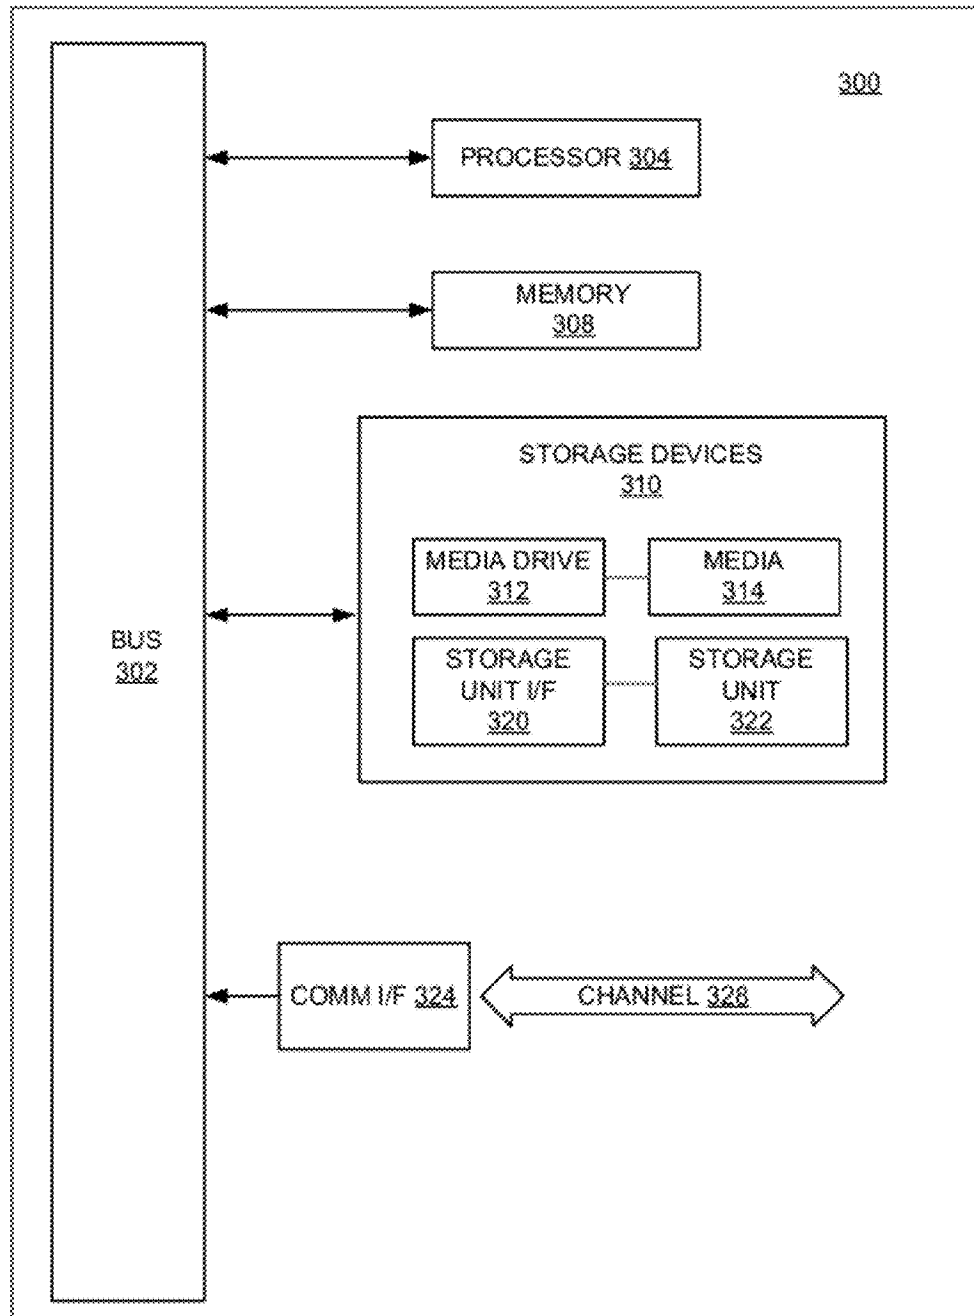 300
PROCESSOR 304
MEMORY
308
STORAGE DEVICES
310
MEDIA DRIVE
312
MEDIA
314
STORAGE
UNIT I/F
320
STORAGE
UNIT
322
BUS
302
COMM I/F 324
CHANNEL 328